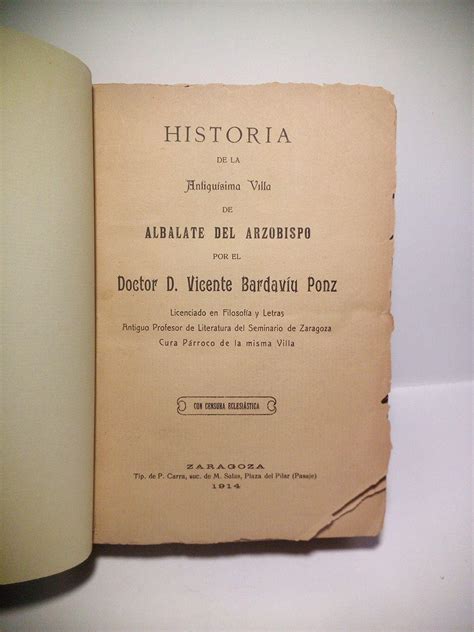 HISTORIA
DE LA
Antiguísima Villa
DE
ALBALATE DEL ARZOBISPO
POR EL
Doctor D. Vicente Bardavíu Ponz
Licenciado en Filosofía y Letras
Antiguo Profesor de Literatura del Seminario de Zaragoza
Cura Párroco de la misma Villa
CON CENSURA ECLESIÁSTICA
ZARAGOZA
Tip. de P. Carra, suc. de M. Salas, Plaza del Pilar (Pasaje)
1914